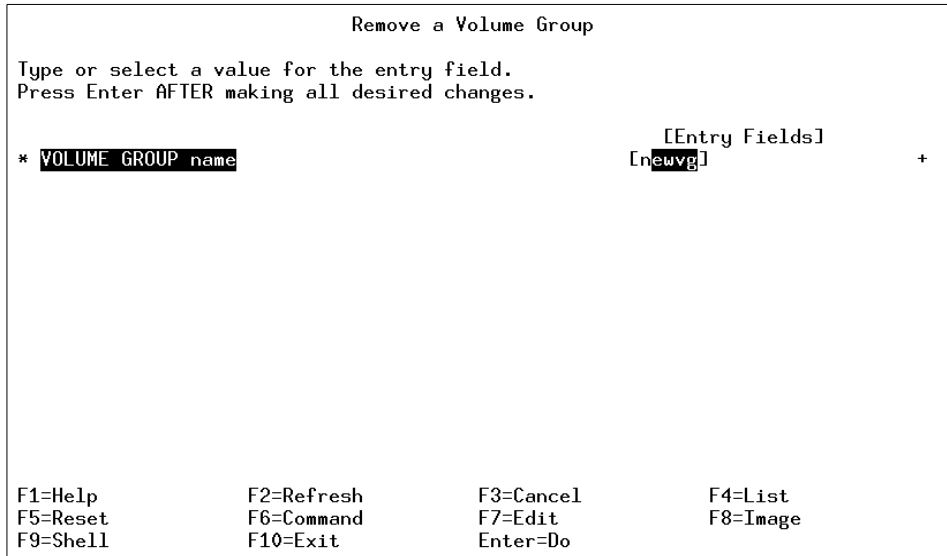 Remove a Volume Group
Type or select a value for the entry field.
Press Enter AFTER making all desired changes.
[Entry Fields]
* VOLUME GROUP name [newvg] +
F1=Help F2=Refresh F3=Cancel F4=List
F5=Reset F6=Command F7=Edit F8=Image
F9=Shell F10=Exit Enter=Do